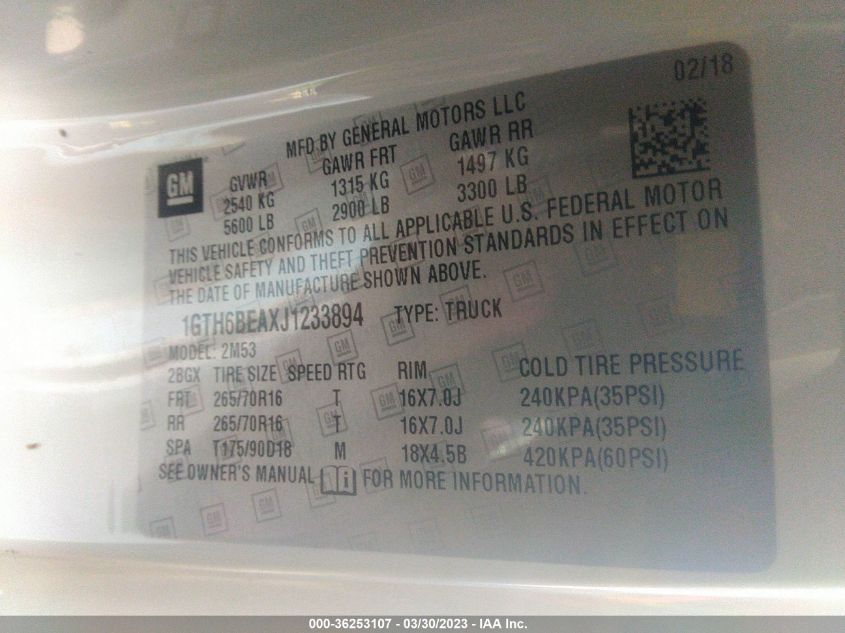 02/18
MFD BY GENERAL MOTORS LLC
GM
GVWR GAWR FRT GAWR RR
2540 KG 1315 KG 1497 KG
5600 LB 2900 LB 3300 LB
THIS VEHICLE CONFORMS TO ALL APPLICABLE U.S. FEDERAL MOTOR
VEHICLE SAFETY AND THEFT PREVENTION STANDARDS IN EFFECT ON
THE DATE OF MANUFACTURE SHOWN ABOVE.
1GTH6BEAXJ1233894 TYPE: TRUCK
MODEL: 2M53
2BGX TIRE SIZE SPEED RTG RIM COLD TIRE PRESSURE
FRT 265/70R16 T 16X7.0J 240KPA(35PSI)
RR 265/70R16 T 16X7.0J 240KPA(35PSI)
SPA T175/90D18 M 18X4.5B 420KPA(60PSI)
SEE OWNER'S MANUAL FOR MORE INFORMATION.
000-36253107 - 03/30/2023 - IAA Inc.